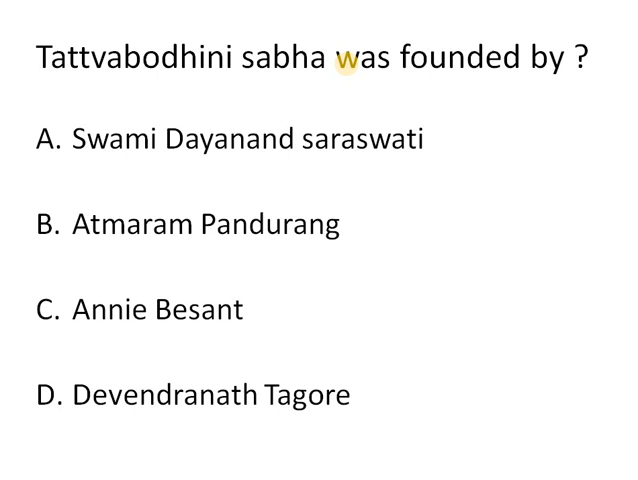 Tattvabodhini sabha was founded by ?
A. Swami Dayanand saraswati
B. Atmaram Pandurang
C. Annie Besant
D. Devendranath Tagore